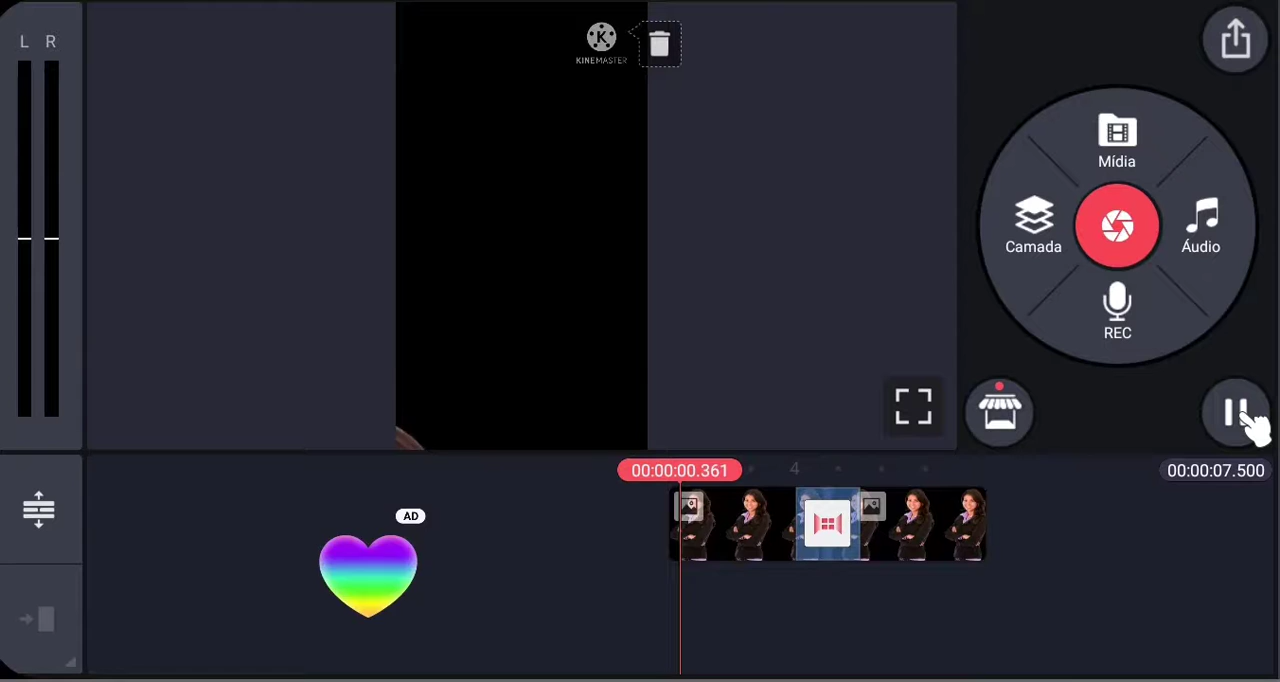 L R
KINEMASTER
Mídia
Camada
Áudio
REC
00:00:00.361
4
00:00:07.500
AD